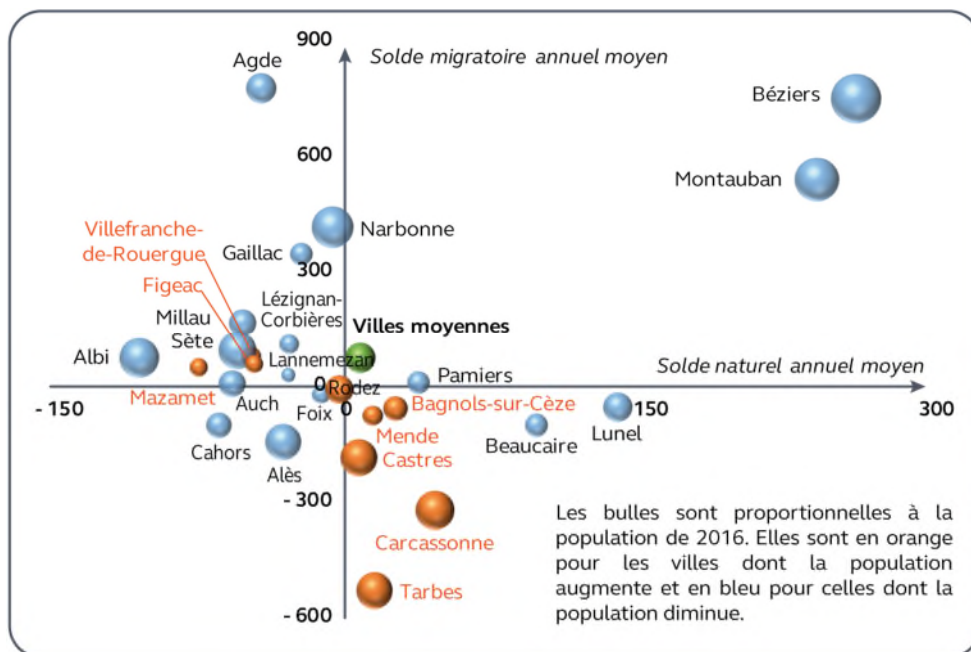 900
Agde
Solde migratoire annuel moyen
Béziers
600
Montauban
Villefranche-
de-Rouergue
Narbonne
Gaillac
300
Figeac
Lézignan-
Corbières
Millau
Villes moyennes
Sète
Albi
Lannemezan
Solde naturel annuel moyen
0
Rodez
Pamiers
Mazamet
- 150
Auch
Foix
0
Bagnols-sur-Cèze
150
300
Mende
Beaucaire
Lunel
Cahors
Castres
Alès
- 300
Carcassonne
Tarbes
- 600
Les bulles sont proportionnelles à la
population de 2016. Elles sont en orange
pour les villes dont la population
augmente et en bleu pour celles dont la
population diminue.